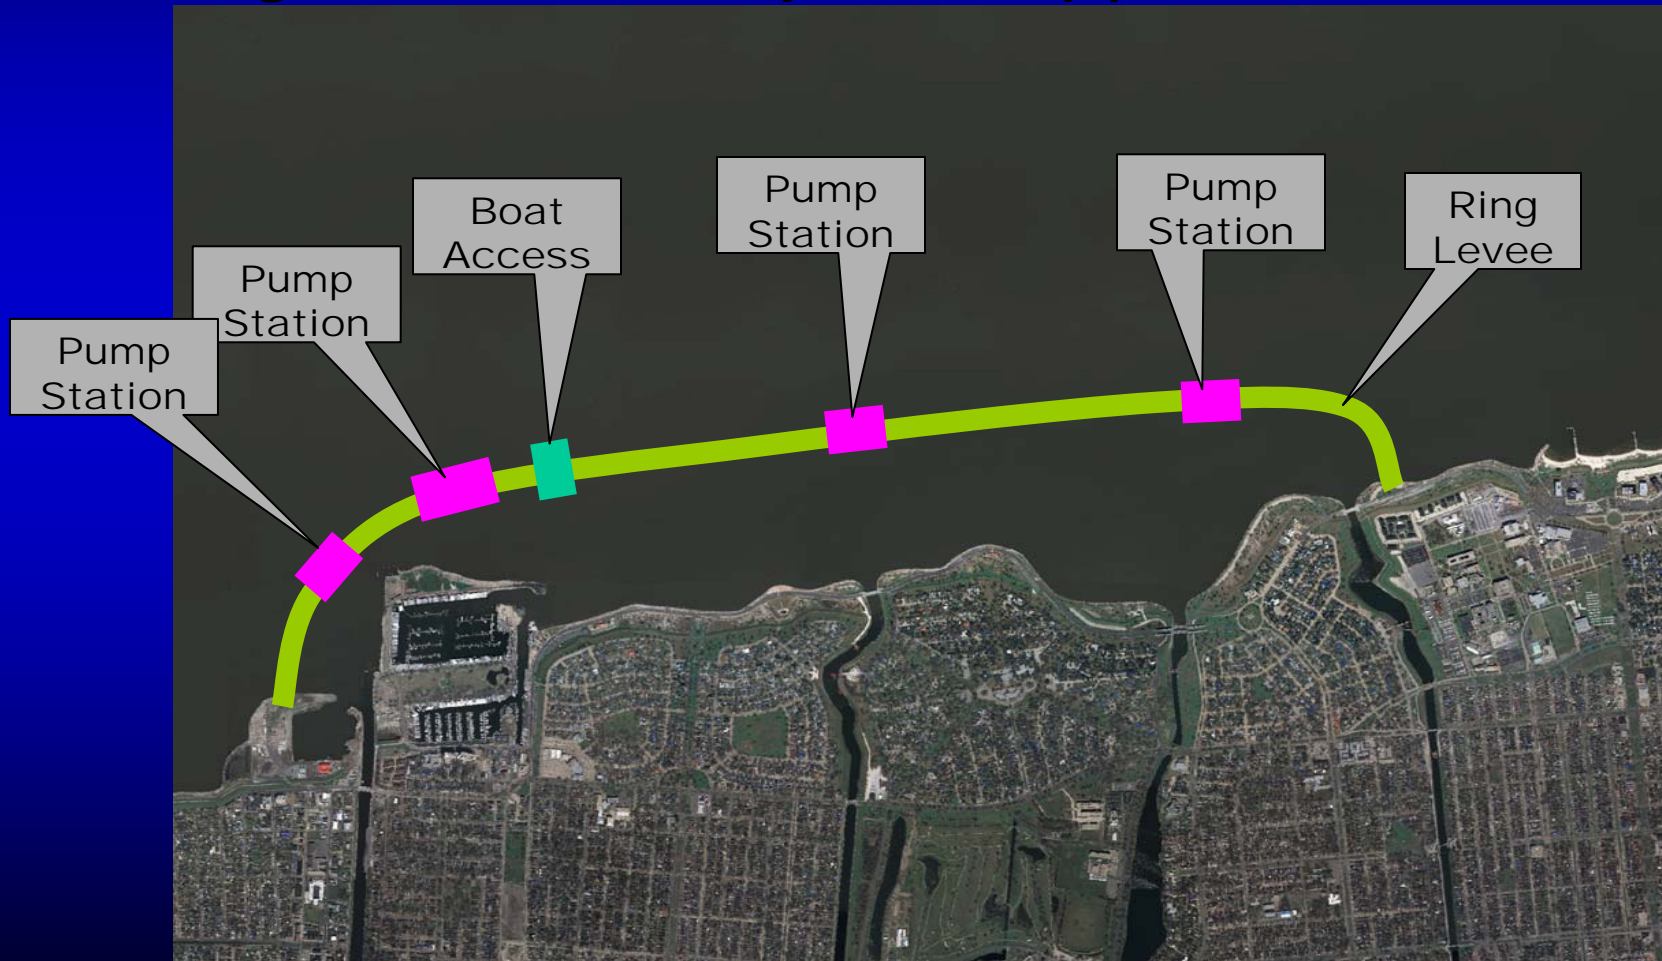 Pump
Station
Pump
Station
Boat
Access
Pump
Station
Pump
Station
Ring
Levee